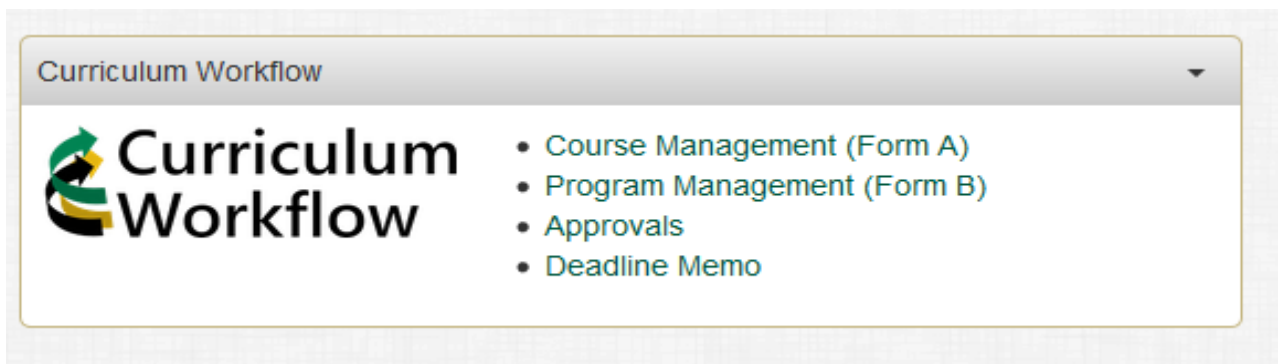 Curriculum Workflow
Curriculum
Workflow
Course Management (Form A)
Program Management (Form B)
Approvals
Deadline Memo